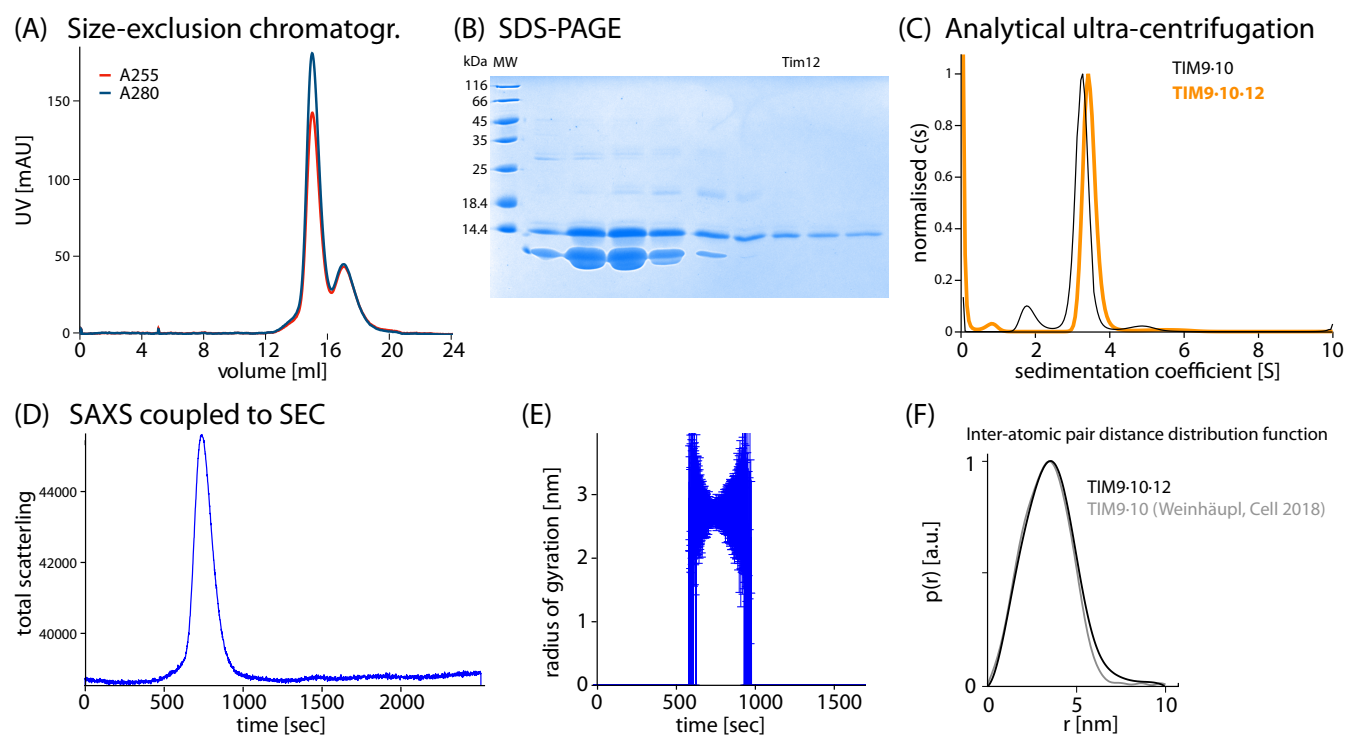 (A) Size-exclusion chromatogr.
A255
A280
UV [mAU]
150
100
50
0
0 4 8 12 16 20 24
volume [ml]
(B) SDS-PAGE
kDa MW Tim12
116
66
45
35
25
18.4
14.4
(C) Analytical ultra-centrifugation
TIM9·10
TIM9·10·12
normalised c(s)
1
0.8
0.6
0.4
0.2
0
0 2 4 6 8 10
sedimentation coefficient [S]
(D) SAXS coupled to SEC
total scatterling
44000
42000
40000
0 500 1000 1500 2000
time [sec]
(E)
radius of gyration [nm]
3
2
1
0
0 500 1000 1500
time [sec]
(F)
Inter-atomic pair distance distribution function
TIM9·10·12
TIM9·10 (Weinhäupl, Cell 2018)
p(r) [a.u.]
1
0
0 5 10
r [nm]